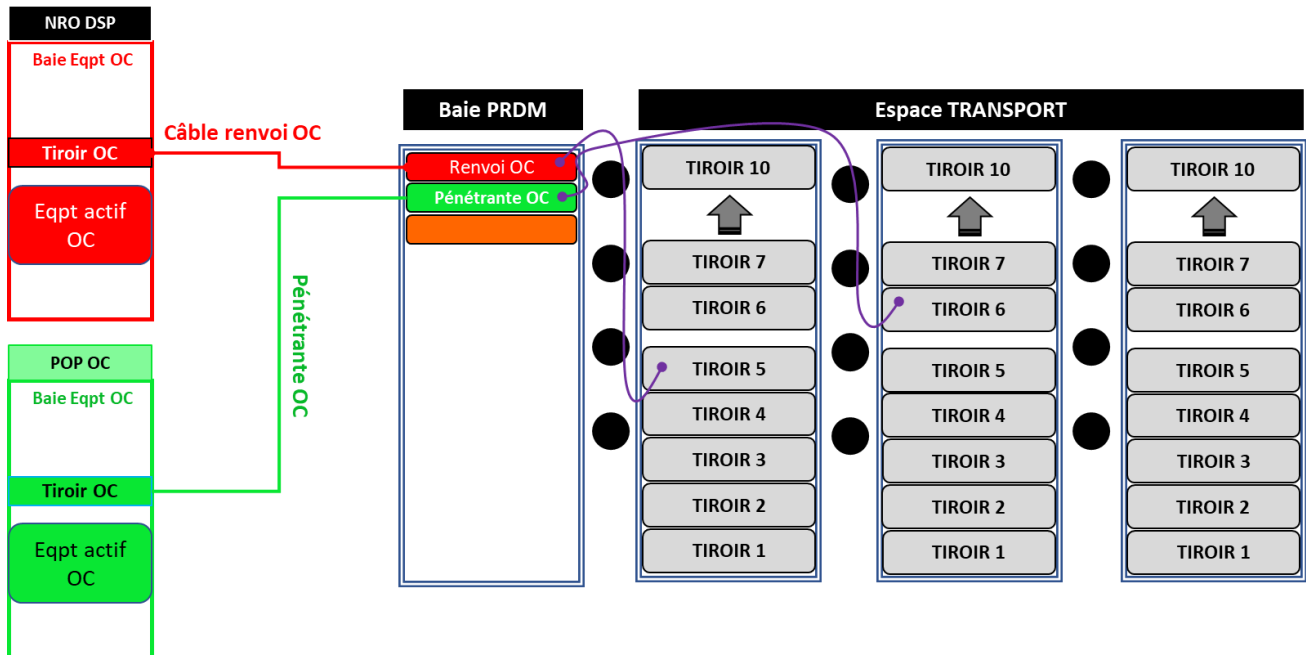 NRO DSP
Baie Eqpt OC
Tiroir OC
Eqpt actif
OC
POP OC
Baie Eqpt OC
Tiroir OC
Eqpt actif
OC
Câble renvoi OC
Pénétrante OC
Baie PRDM
Renvoi OC
Pénétrante OC
Espace TRANSPORT
TIROIR 10
TIROIR 7
TIROIR 6
TIROIR 5
TIROIR 4
TIROIR 3
TIROIR 2
TIROIR 1
TIROIR 10
TIROIR 7
TIROIR 6
TIROIR 5
TIROIR 4
TIROIR 3
TIROIR 2
TIROIR 1
TIROIR 10
TIROIR 7
TIROIR 6
TIROIR 5
TIROIR 4
TIROIR 3
TIROIR 2
TIROIR 1